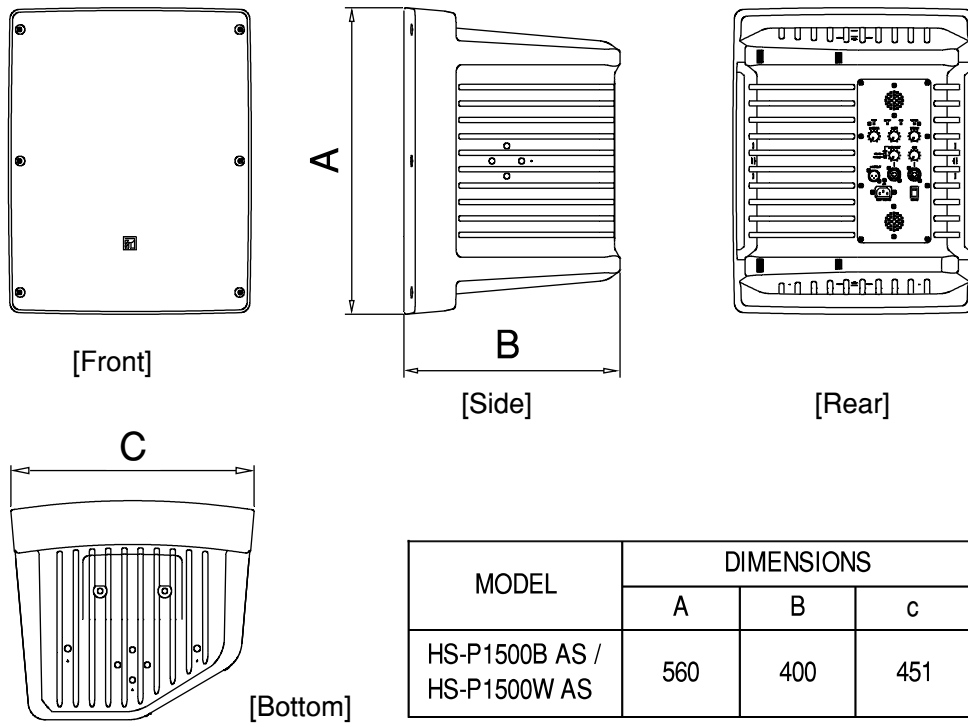 A
B
[Front]
[Side]
[Rear]
C
[Bottom]
MODEL
DIMENSIONS
A
B
c
HS-P1500B AS /
HS-P1500W AS
560
400
451